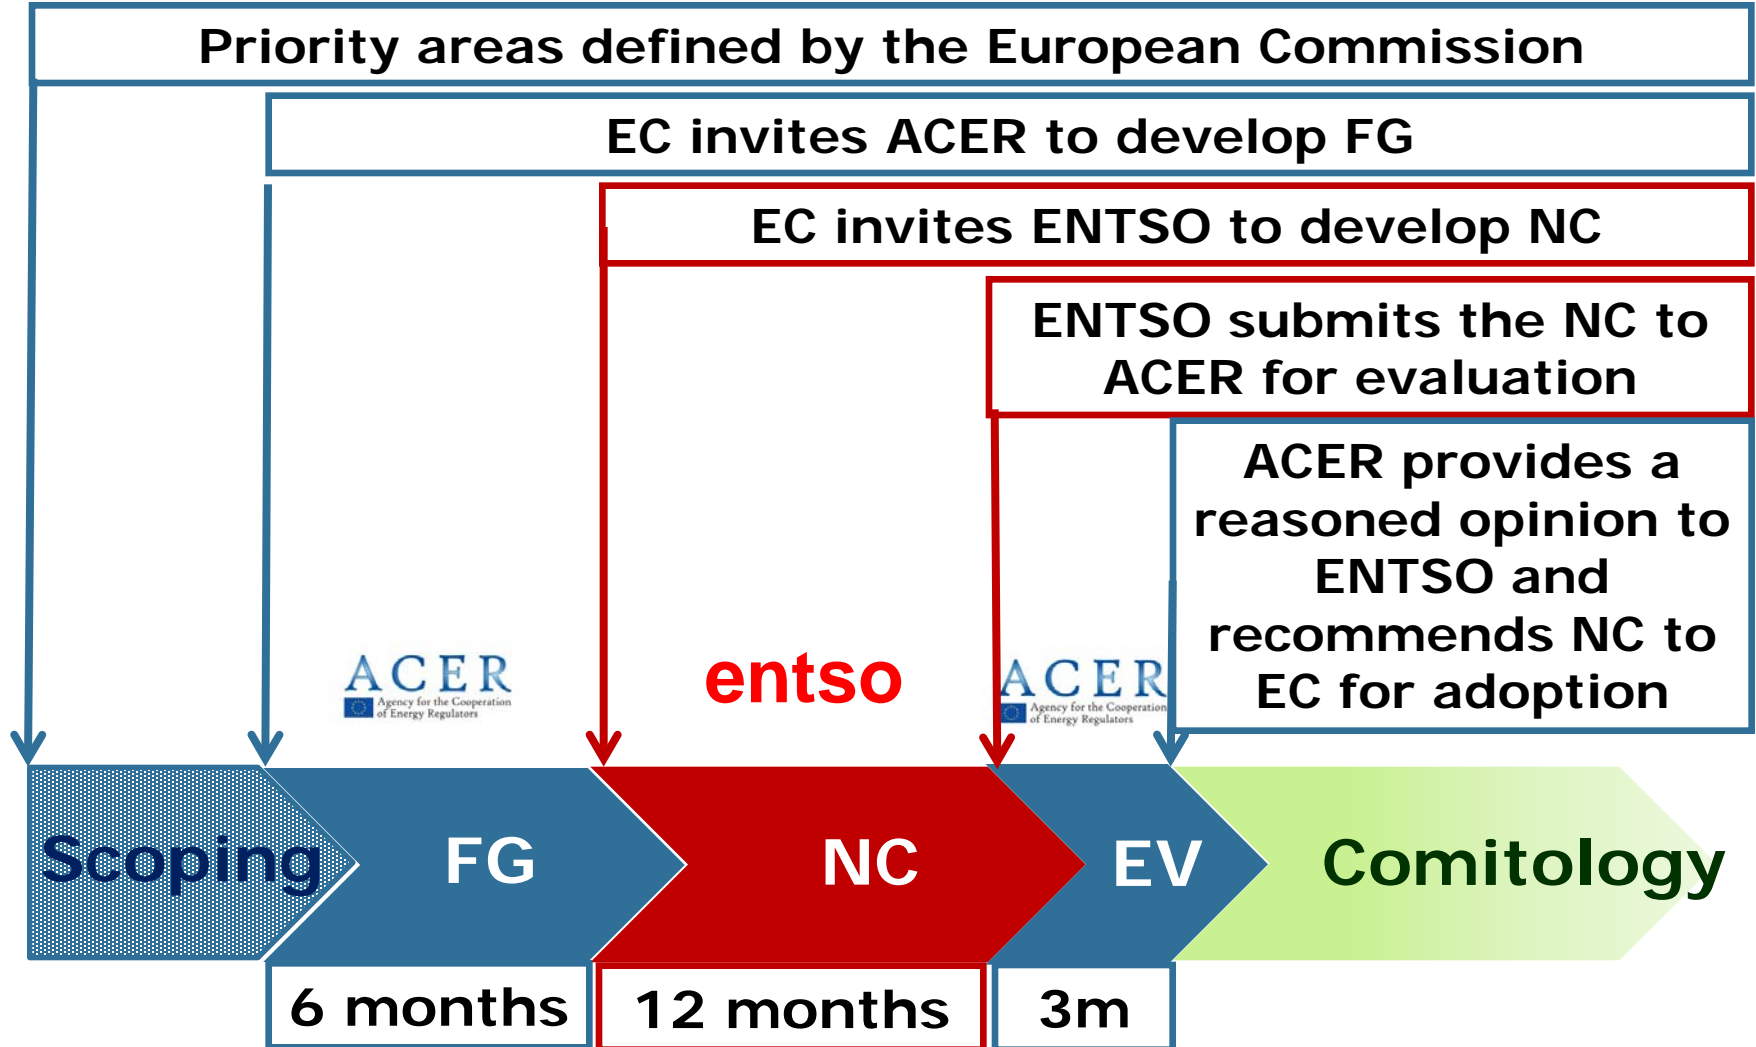 Priority areas defined by the European Commission
EC invites ACER to develop FG
EC invites ENTSO to develop NC
ENTSO submits the NC to
ACER for evaluation
ACER provides a
reasoned opinion to
ENTSO and
recommends NC to
EC for adoption
ACER
Agency for the Cooperation
of Energy Regulators
entso
ACER
Agency for the Cooperation
of Energy Regulators
Scoping
FG
NC
EV
Comitology
6 months
12 months
3m